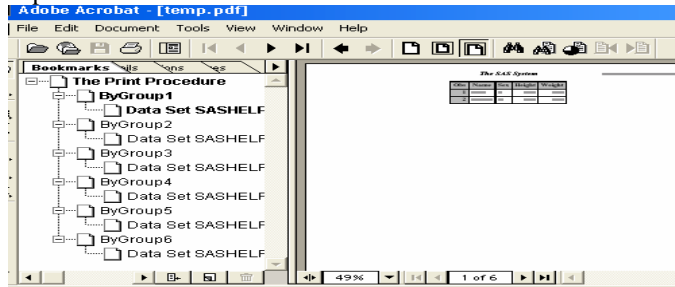 Adobe Acrobat - [temp.pdf]
File Edit Document Tools View Window Help
Bookmarks
The Print Procedure
ByGroup1
Data Set SASHELF
ByGroup2
Data Set SASHELF
ByGroup3
Data Set SASHELF
ByGroup4
Data Set SASHELF
ByGroup5
Data Set SASHELF
ByGroup6
Data Set SASHELF
The SAS System
Obs Name Sex Height Weight
1
2
49% 1 of 6